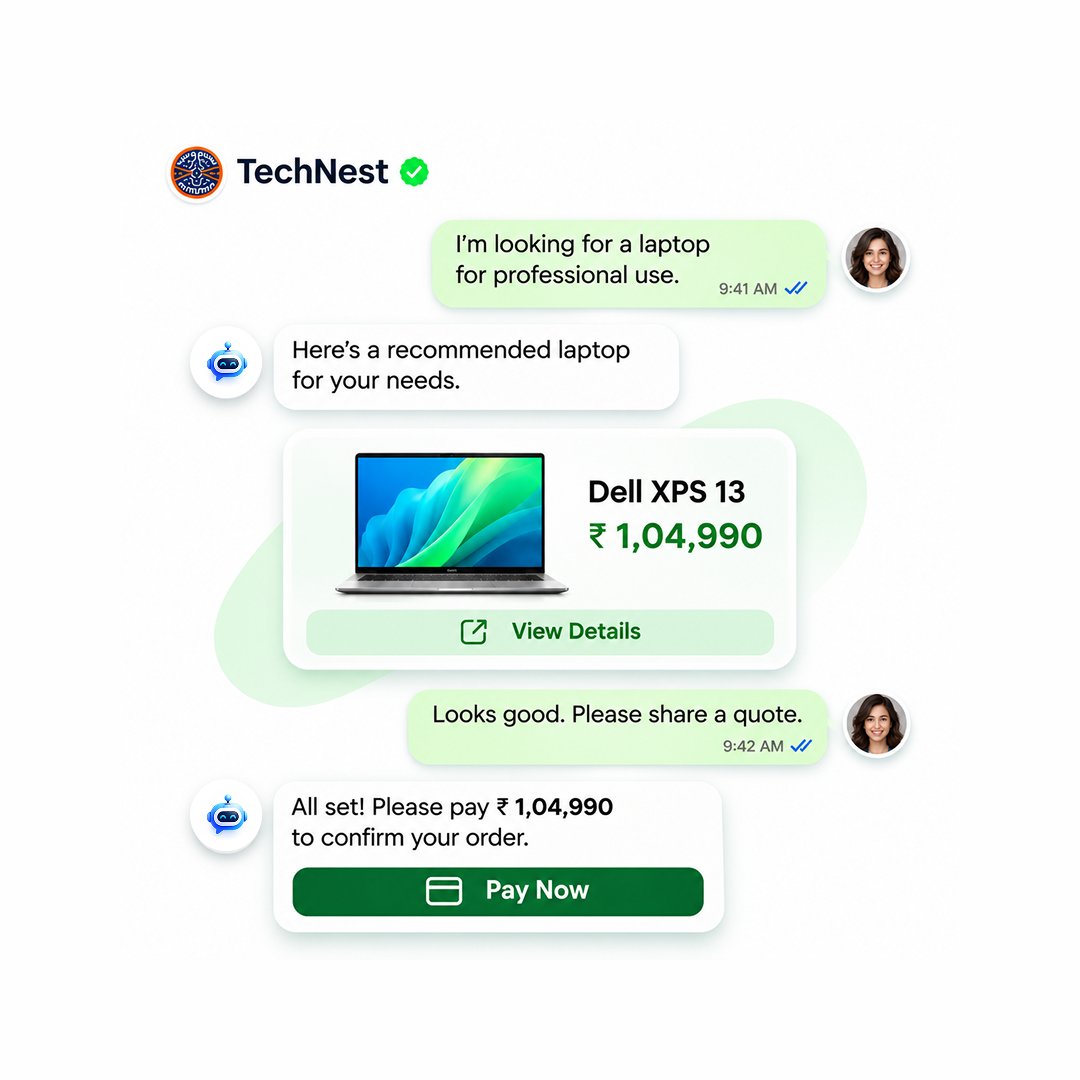 TechNest
I’m looking for a laptop
for professional use.
9:41 AM
Here’s a recommended laptop
for your needs.
Dell XPS 13
₹ 1,04,990
View Details
Looks good. Please share a quote.
9:42 AM
All set! Please pay ₹ 1,04,990
to confirm your order.
Pay Now